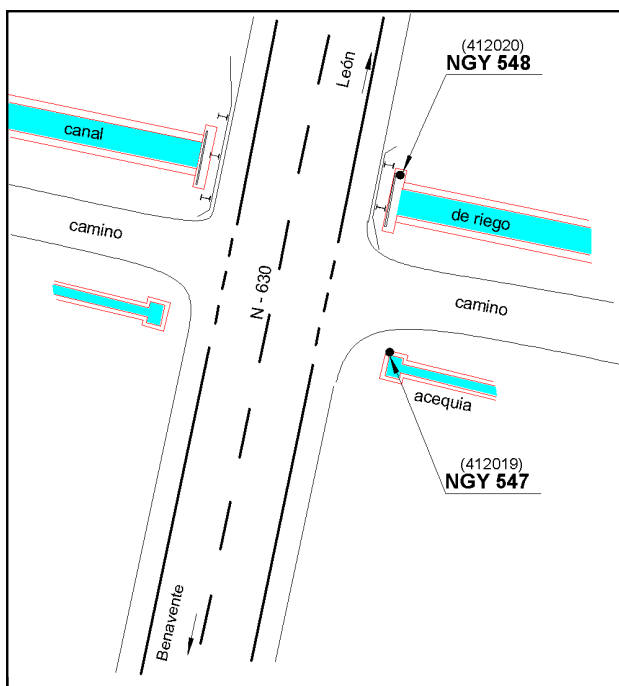 (412020)
NGY 548
León
canal
de riego
camino
N - 630
camino
acequia
(412019)
NGY 547
Benavente